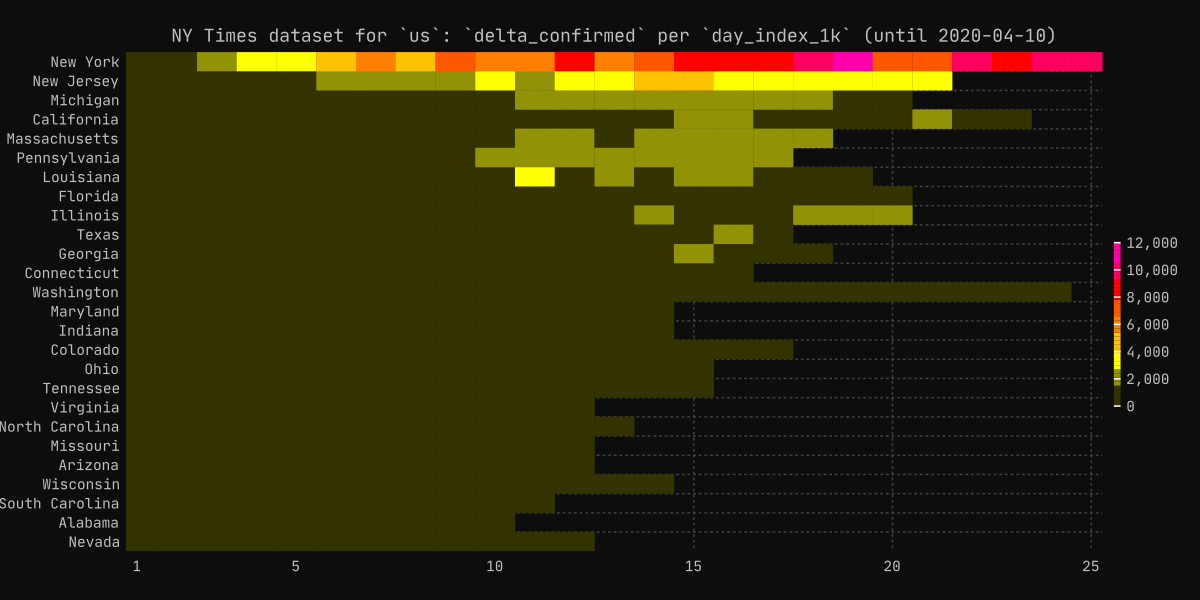 NY Times dataset for `us`: `delta_confirmed` per `day_index_1k` (until 2020-04-10)
New York
New Jersey
Michigan
California
Massachusetts
Pennsylvania
Louisiana
Florida
Illinois
Texas
Georgia
Connecticut
Washington
Maryland
Indiana
Colorado
Ohio
Tennessee
Virginia
North Carolina
Missouri
Arizona
Wisconsin
South Carolina
Alabama
Nevada
1 5 10 15 20 25
12,000
10,000
8,000
6,000
4,000
2,000
0